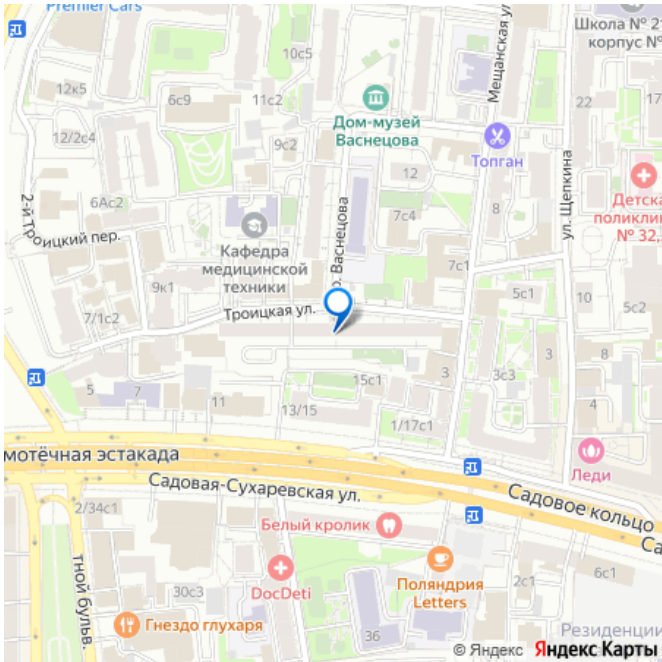 Premier Cars
Школа № 2
корпус №
10с5
12к5
6с9
11с2
Мещанская ул
22
17
Дом-музей
Васнецова
Топган
12/2с4
9с2
12
ул. Щепкина
Детска
поликлин
№ 32,
2-й Троицкий пер.
6Ас2
Кафедра
медицинской
техники
р. Васнецова
7с4
8
7с1
9к1
5с1
10
5с2
7/1с2
Троицкая ул.
5
7
11
13/15
15с1
3
3с3
8
4
1/17с1
Леди
мотёчная эстакада
Садовая-Сухаревская ул.
Садовое кольцо
Са
2/34с1
Белый кролик
тной бульв.
DocDeti
Поляндрия
Letters
2с1
6с1
30с3
Гнездо глухаря
36
Резиденции
© Яндекс Яндекс Карты